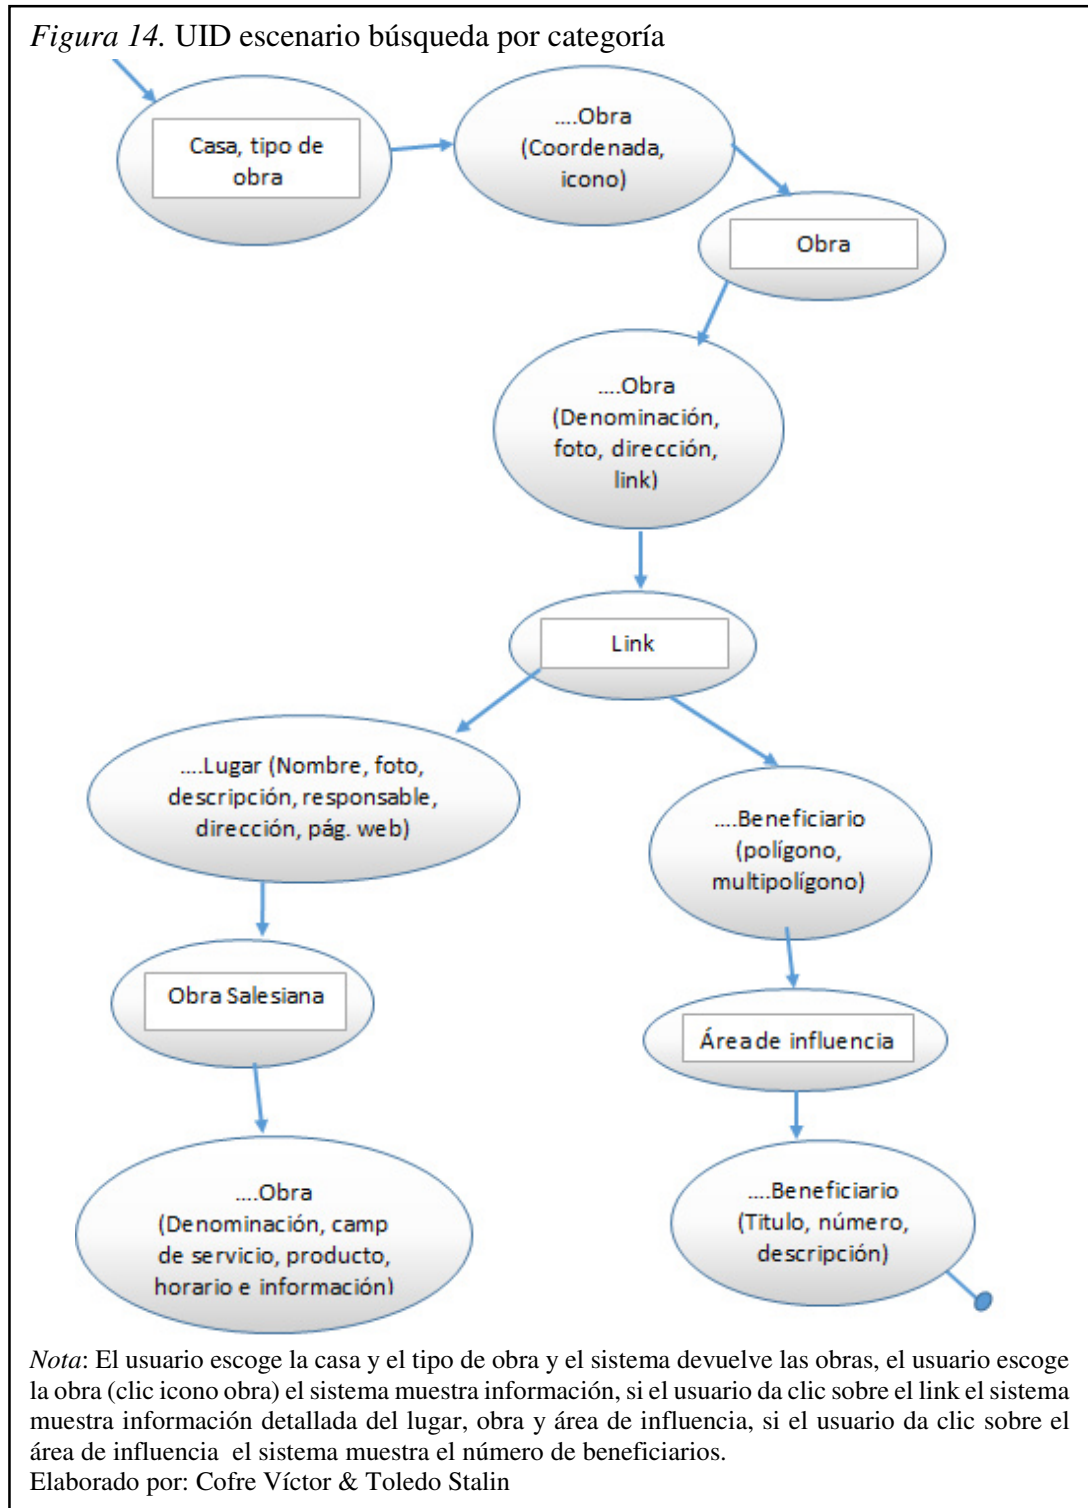 Figura 14. UID escenario búsqueda por categoría
Casa, tipo de
obra
....Obra
(Coordenada,
icono)
Obra
....Obra
(Denominación,
foto, dirección,
link)
Link
....Lugar (Nombre, foto,
descripción, responsable,
dirección, pág. web)
....Beneficiario
(polígono,
multipolígono)
Obra Salesiana
Área de influencia
....Obra
(Denominación, camp
de servicio, producto,
horario e información)
....Beneficiario
(Titulo, número,
descripción)
Nota: El usuario escoge la casa y el tipo de obra y el sistema devuelve las obras, el usuario escoge
la obra (clic icono obra) el sistema muestra información, si el usuario da clic sobre el link el sistema
muestra información detallada del lugar, obra y área de influencia, si el usuario da clic sobre el
área de influencia el sistema muestra el número de beneficiarios.
Elaborado por: Cofre Víctor & Toledo Stalin